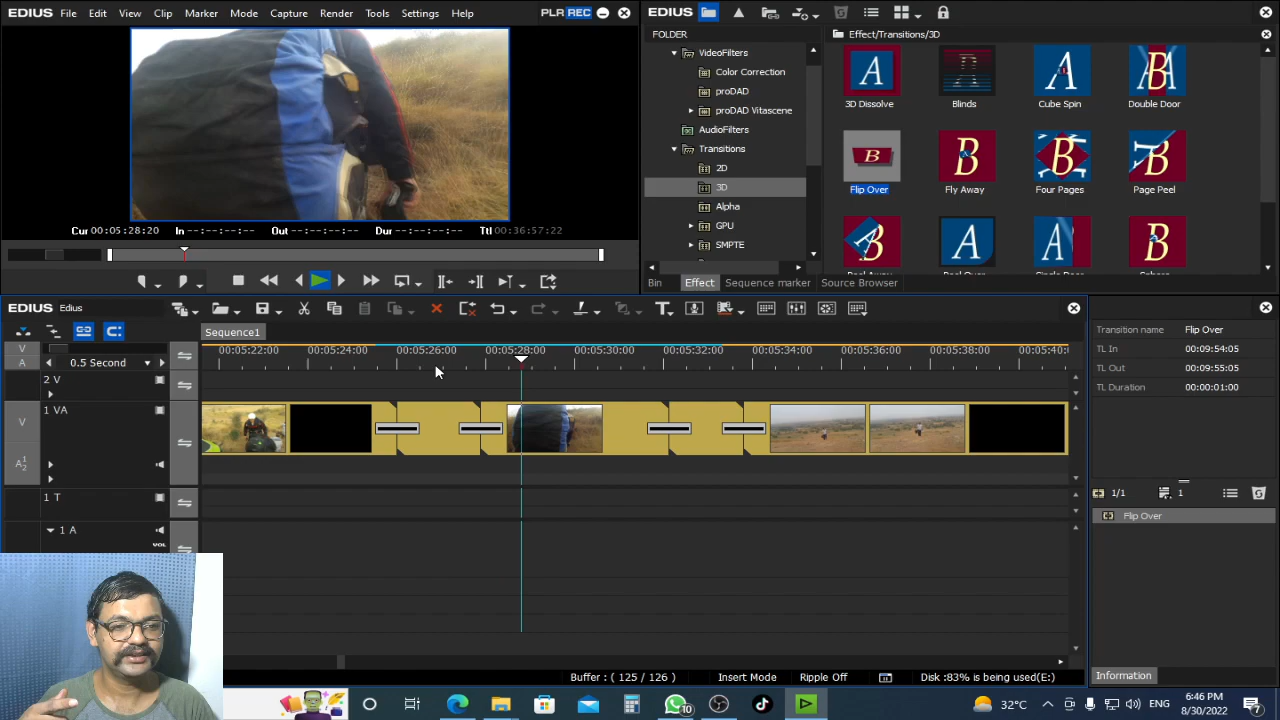 EDIUS File Edit View Clip Marker Mode Capture Render Tools Settings Help PLR REC
Cur 00:05:28:20 In --:--:--:-- Out --:--:--:-- Dur --:--:--:-- Ttl 00:36:57:22
EDIUS
FOLDER
VideoFilters
Color Correction
proDAD
proDAD Vitascene
AudioFilters
Transitions
2D
3D
Alpha
GPU
SMPTE
Effect/Transitions/3D
3D Dissolve Blinds Cube Spin Double Door
Flip Over Fly Away Four Pages Page Peel
Bin Effect Sequence marker Source Browser
EDIUS Edius
Sequence1
V
A
0.5 Second
00:05:22:00 00:05:24:00 00:05:26:00 00:05:28:00 00:05:30:00 00:05:32:00 00:05:34:00 00:05:36:00 00:05:38:00 00:05:40:0
2 V
1 VA
V
1 T
1 A
VOL
Transition name Flip Over
TL In 00:09:54:05
TL Out 00:09:55:05
TL Duration 00:00:01:00
1/1 1
Flip Over
Information
Buffer : ( 125 / 126 ) Insert Mode Ripple Off Disk :83% is being used(E:)
10
32°C
6:46 PM
8/30/2022